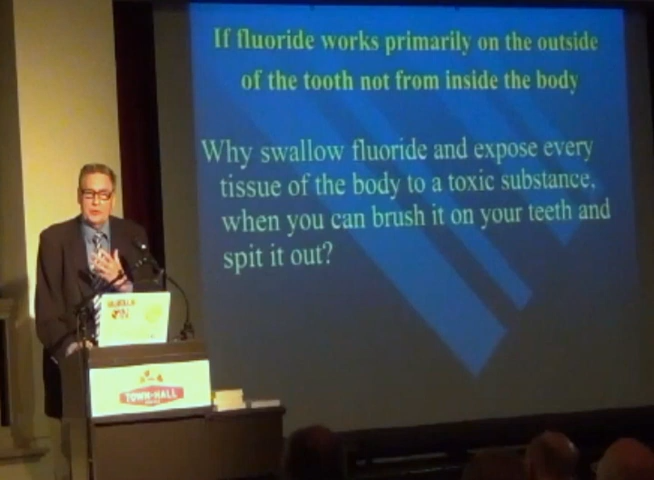 If fluoride works primarily on the outside
of the tooth not from inside the body
Why swallow fluoride and expose every
tissue of the body to a toxic substance,
when you can brush it on your teeth and
spit it out?
TOWN-HALL